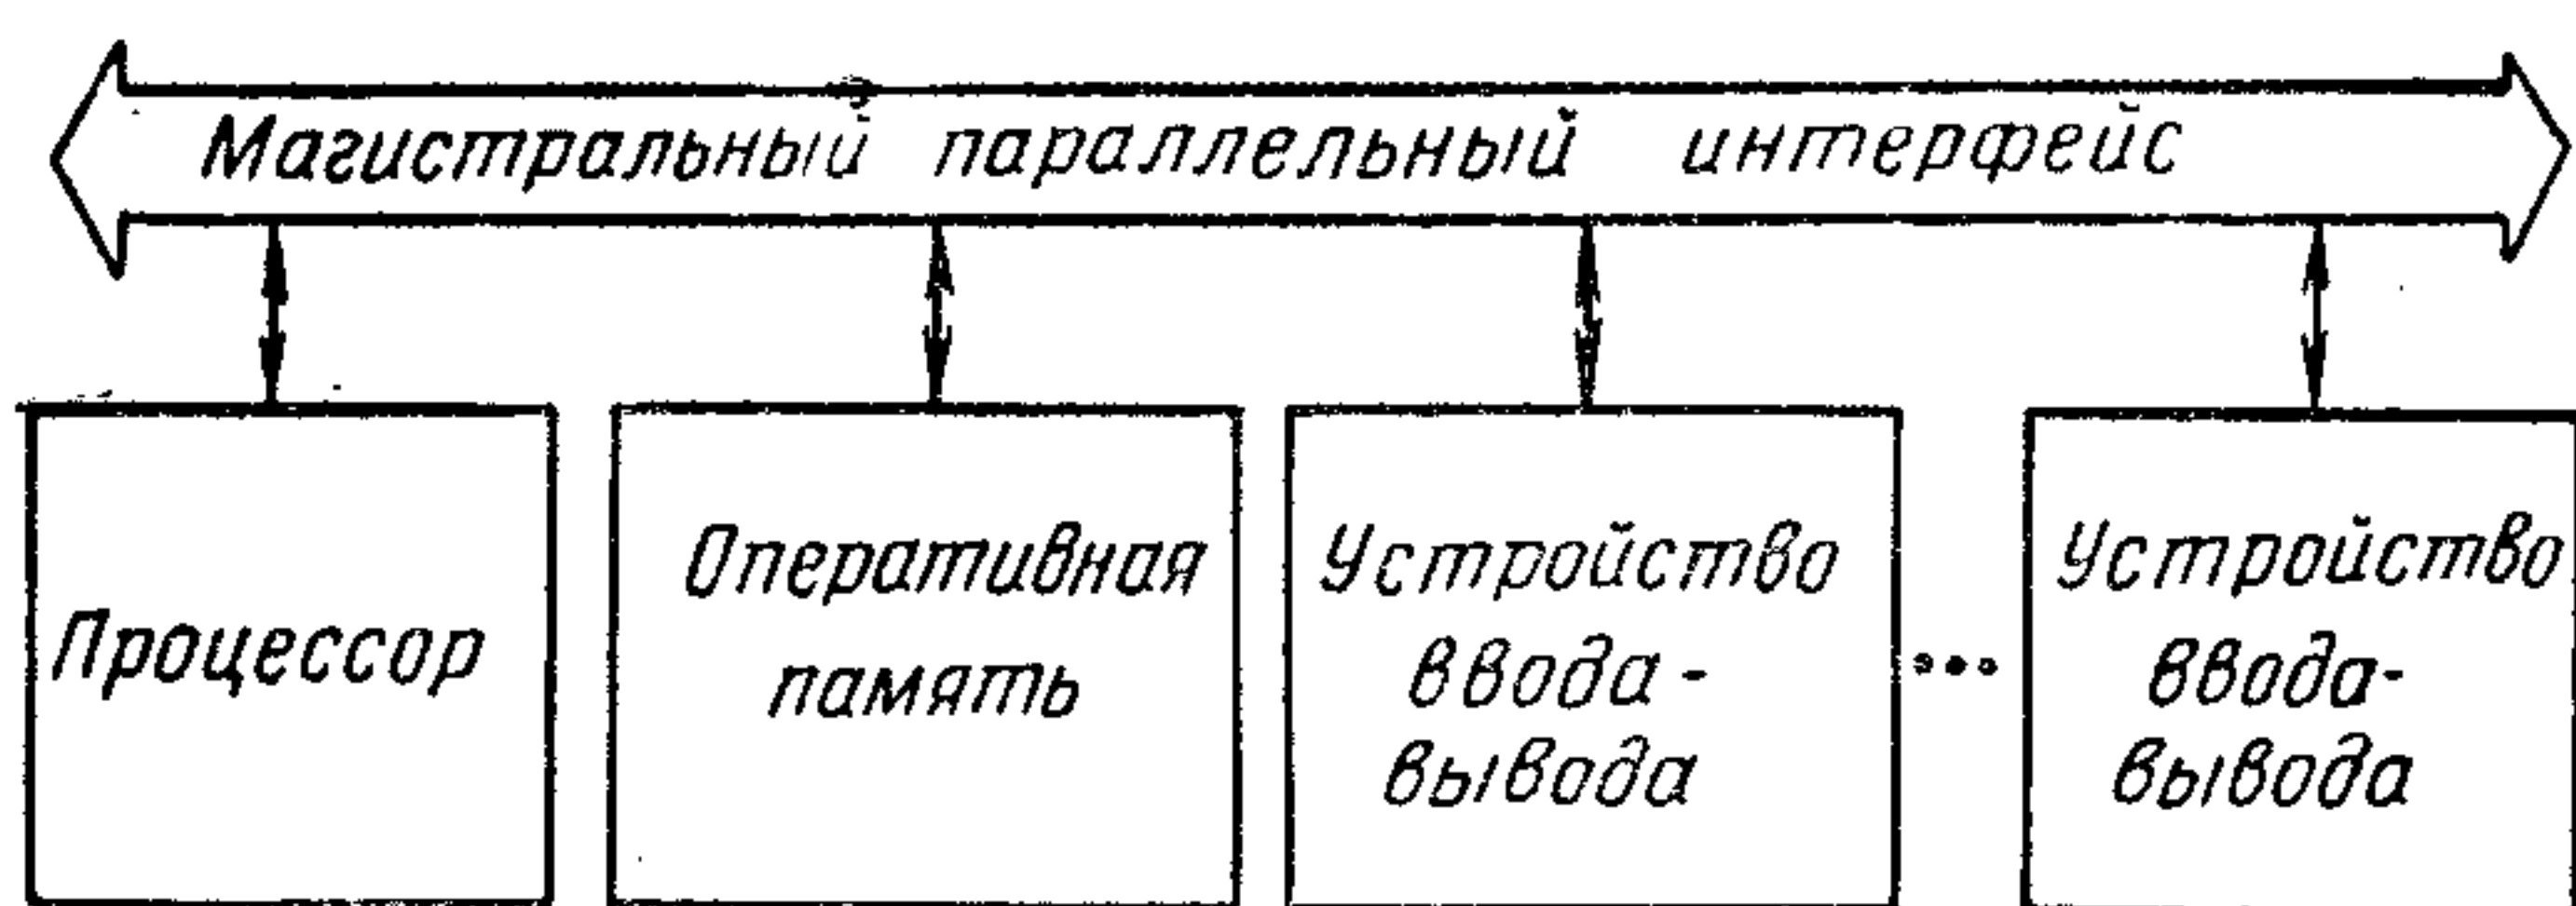 Магистральный параллельный интерфейс
Процессор
Оперативная
память
Устройство
ввода-
вывода
...
Устройство
ввода-
вывода